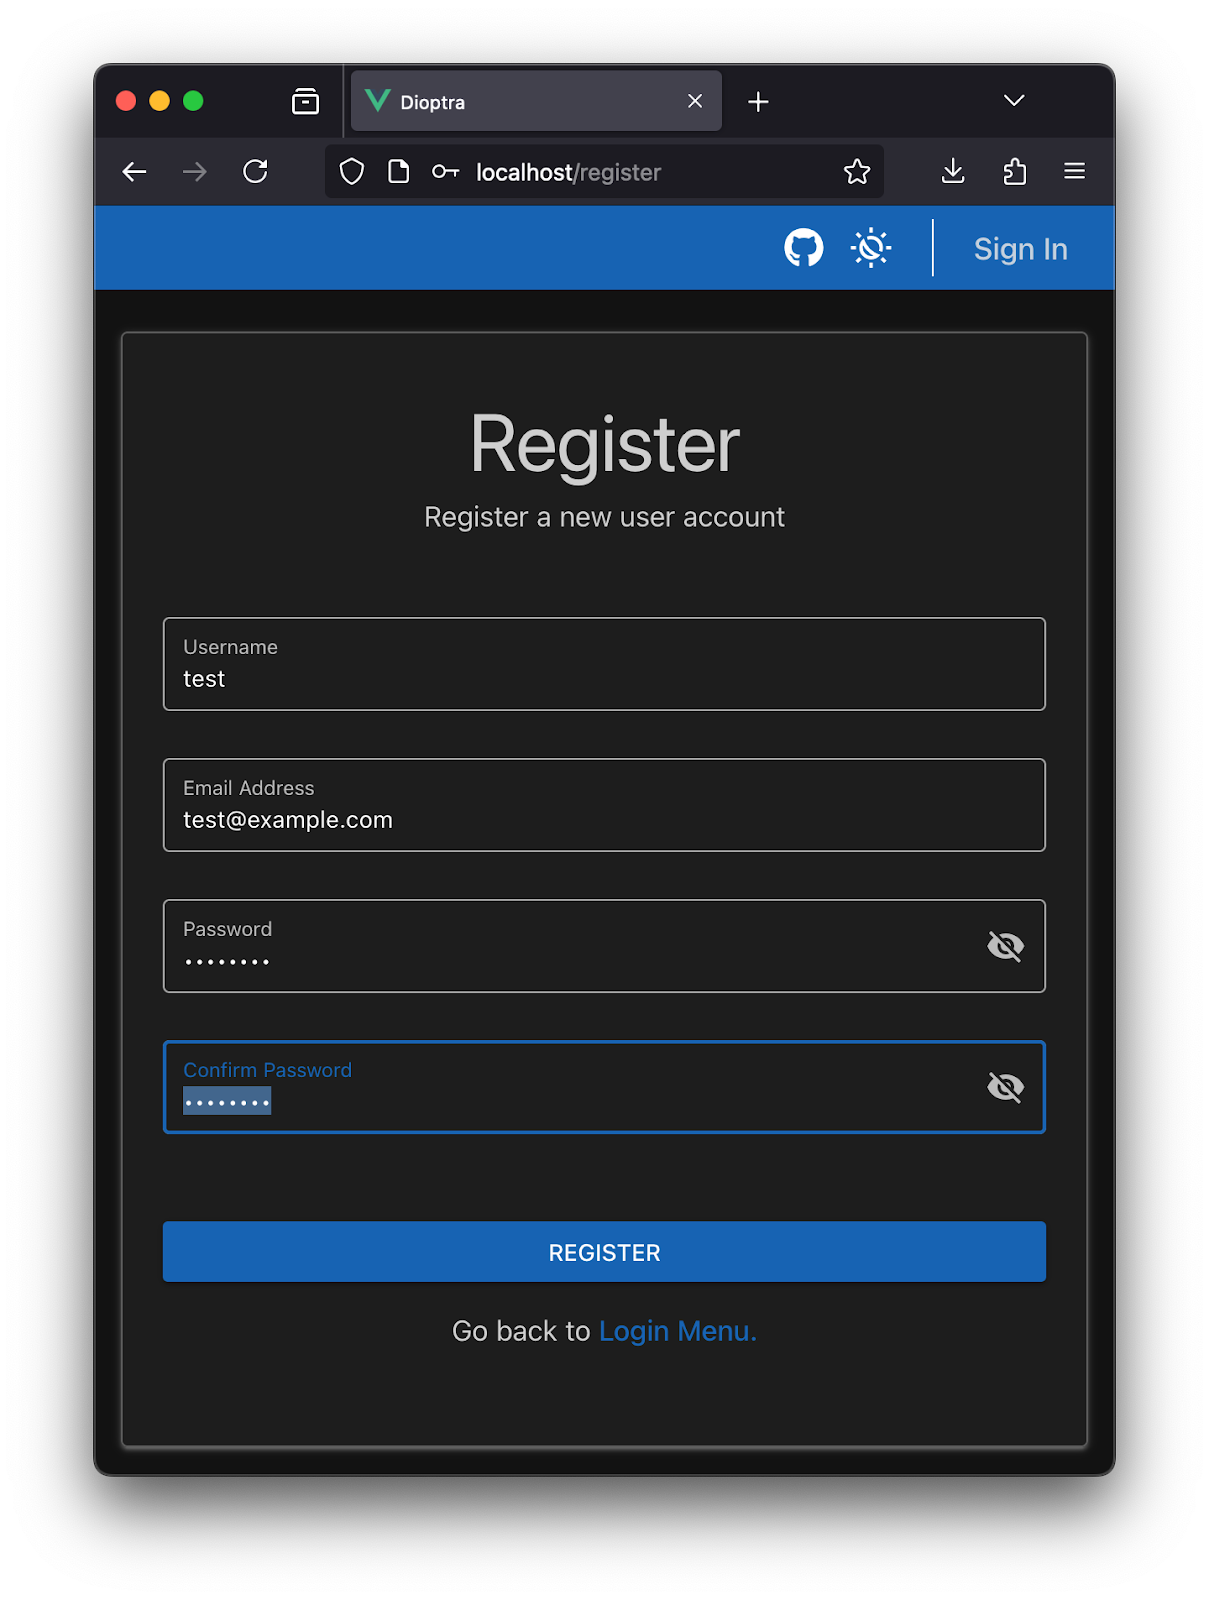 Dioptra
localhost/register
Sign In
Register
Register a new user account
Username
test
Email Address
test@example.com
Password
••••••••
Confirm Password
••••••••
REGISTER
Go back to Login Menu.